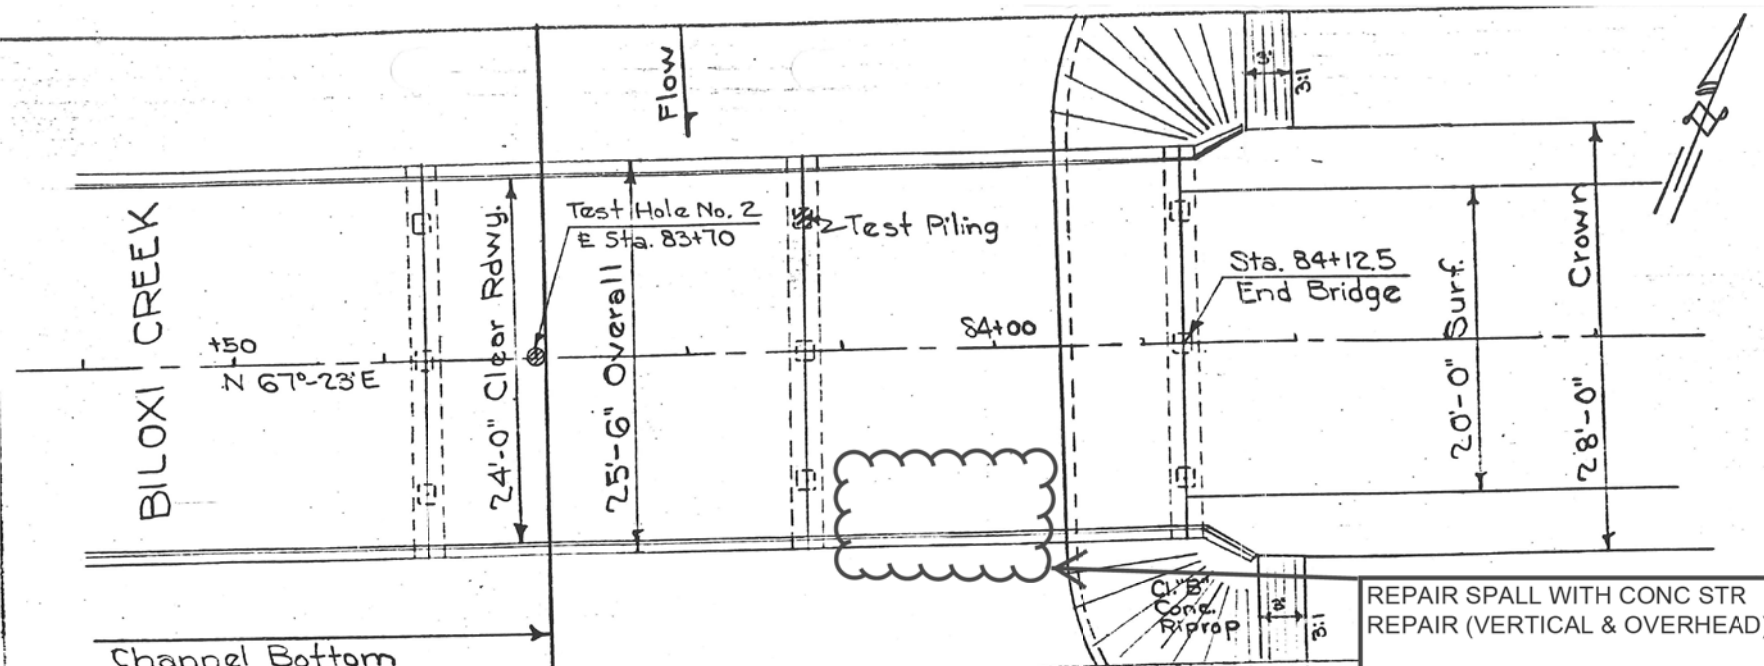 Flow
3'
3:1
BILOXI CREEK
24'-0" Clear Rdwy.
25'-6" Overall
Test Hole No. 2
℄ Sta. 83+70
Test Piling
+50
N 67°-23'E
84+00
Sta. 84+12.5
End Bridge
20'-0" Surf.
28'-0" Crown
Cl. "B"
Conc.
Riprap
3:1
REPAIR SPALL WITH CONC STR
REPAIR (VERTICAL & OVERHEAD)
Channel Bottom